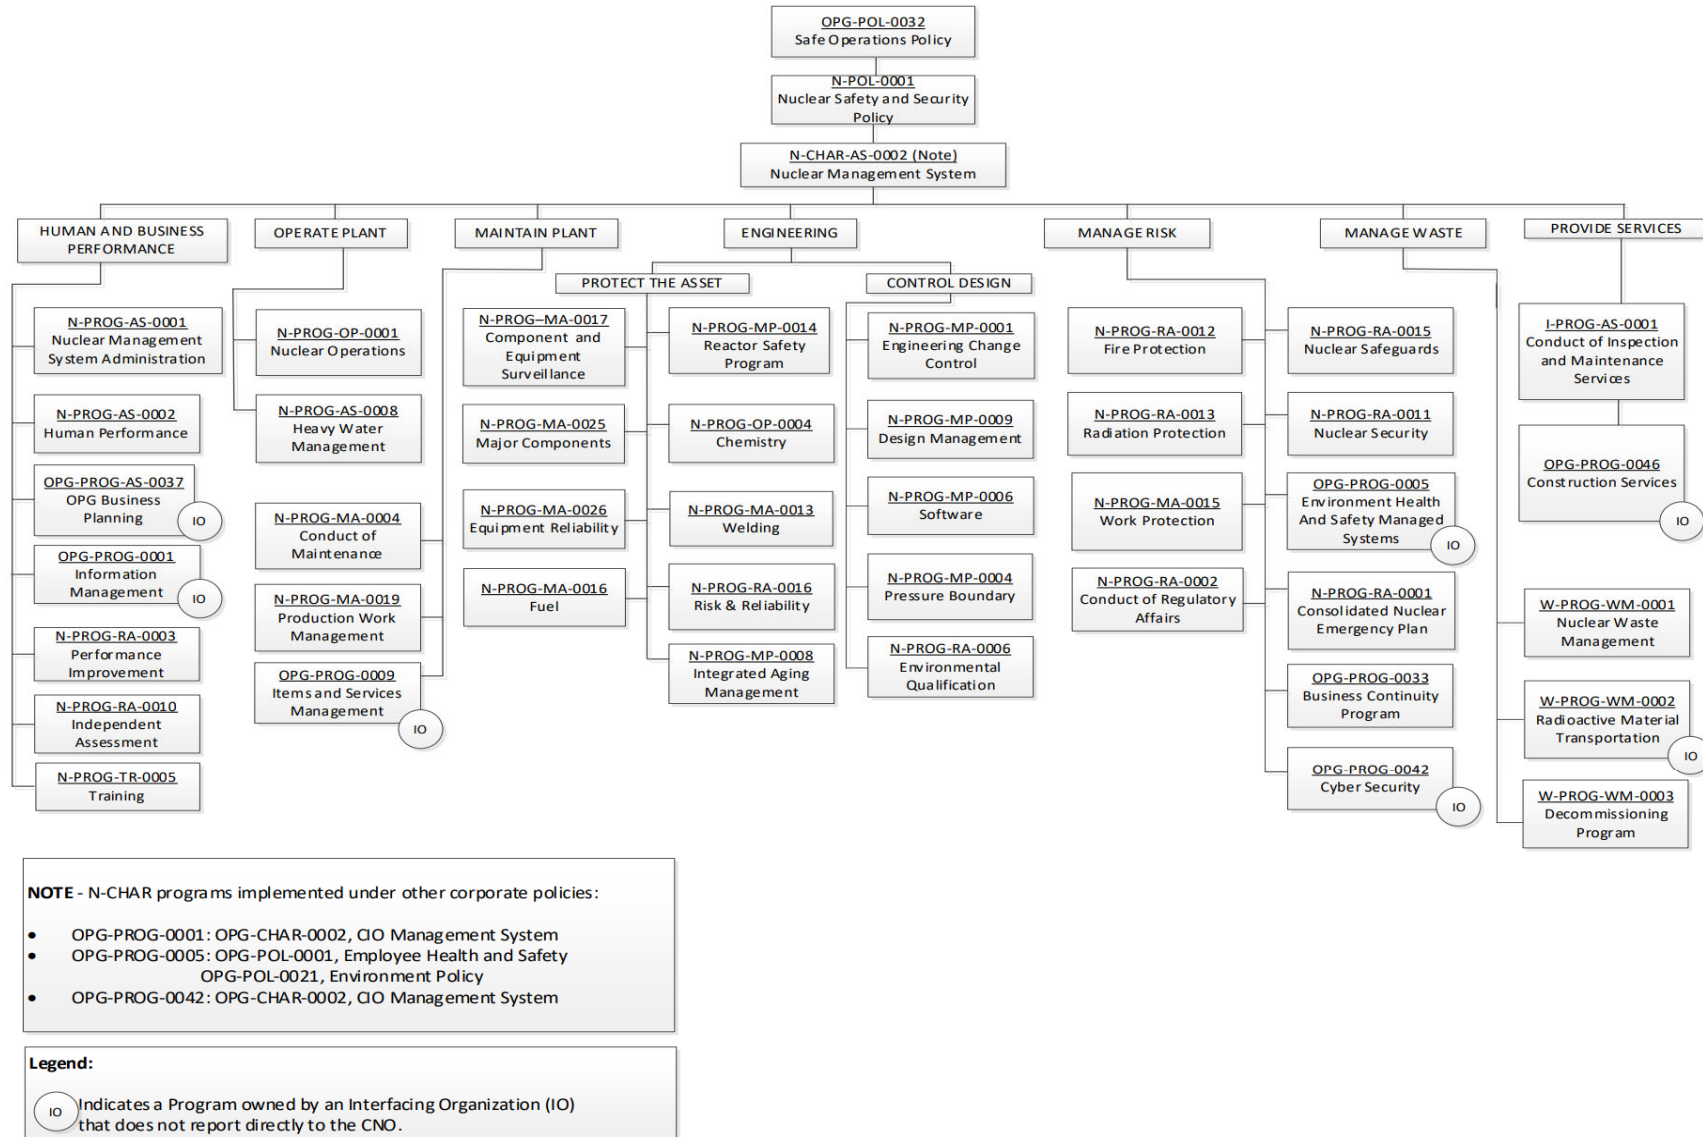 OPG-POL-0032
Safe Operations Policy
N-POL-0001
Nuclear Safety and Security
Policy
N-CHAR-AS-0002 (Note)
Nuclear Management System
HUMAN AND BUSINESS
PERFORMANCE
OPERATE PLANT
MAINTAIN PLANT
ENGINEERING
MANAGE RISK
MANAGE WASTE
PROVIDE SERVICES
PROTECT THE ASSET
CONTROL DESIGN
N-PROG-AS-0001
Nuclear Management
System Administration
N-PROG-AS-0002
Human Performance
OPG-PROG-AS-0037
OPG Business
Planning
IO
OPG-PROG-0001
Information
Management
IO
N-PROG-RA-0003
Performance
Improvement
N-PROG-RA-0010
Independent
Assessment
N-PROG-TR-0005
Training
N-PROG-OP-0001
Nuclear Operations
N-PROG-AS-0008
Heavy Water
Management
N-PROG-MA-0004
Conduct of
Maintenance
N-PROG-MA-0019
Production Work
Management
OPG-PROG-0009
Items and Services
Management
IO
N-PROG–MA-0017
Component and
Equipment
Surveillance
N-PROG-MA-0025
Major Components
N-PROG-MA-0026
Equipment Reliability
N-PROG-MA-0016
Fuel
N-PROG-MP-0014
Reactor Safety
Program
N-PROG-OP-0004
Chemistry
N-PROG-MA-0013
Welding
N-PROG-RA-0016
Risk & Reliability
N-PROG-MP-0008
Integrated Aging
Management
N-PROG-MP-0001
Engineering Change
Control
N-PROG-MP-0009
Design Management
N-PROG-MP-0006
Software
N-PROG-MP-0004
Pressure Boundary
N-PROG-RA-0006
Environmental
Qualification
N-PROG-RA-0012
Fire Protection
N-PROG-RA-0013
Radiation Protection
N-PROG-MA-0015
Work Protection
N-PROG-RA-0002
Conduct of Regulatory
Affairs
N-PROG-RA-0015
Nuclear Safeguards
N-PROG-RA-0011
Nuclear Security
OPG-PROG-0005
Environment Health
And Safety Managed
Systems
IO
N-PROG-RA-0001
Consolidated Nuclear
Emergency Plan
OPG-PROG-0033
Business Continuity
Program
OPG-PROG-0042
Cyber Security
IO
I-PROG-AS-0001
Conduct of Inspection
and Maintenance
Services
OPG-PROG-0046
Construction Services
IO
W-PROG-WM-0001
Nuclear Waste
Management
W-PROG-WM-0002
Radioactive Material
Transportation
IO
W-PROG-WM-0003
Decommissioning
Program
NOTE - N-CHAR programs implemented under other corporate policies:
• OPG-PROG-0001: OPG-CHAR-0002, CIO Management System
• OPG-PROG-0005: OPG-POL-0001, Employee Health and Safety
OPG-POL-0021, Environment Policy
• OPG-PROG-0042: OPG-CHAR-0002, CIO Management System
Legend:
IO Indicates a Program owned by an Interfacing Organization (IO)
that does not report directly to the CNO.